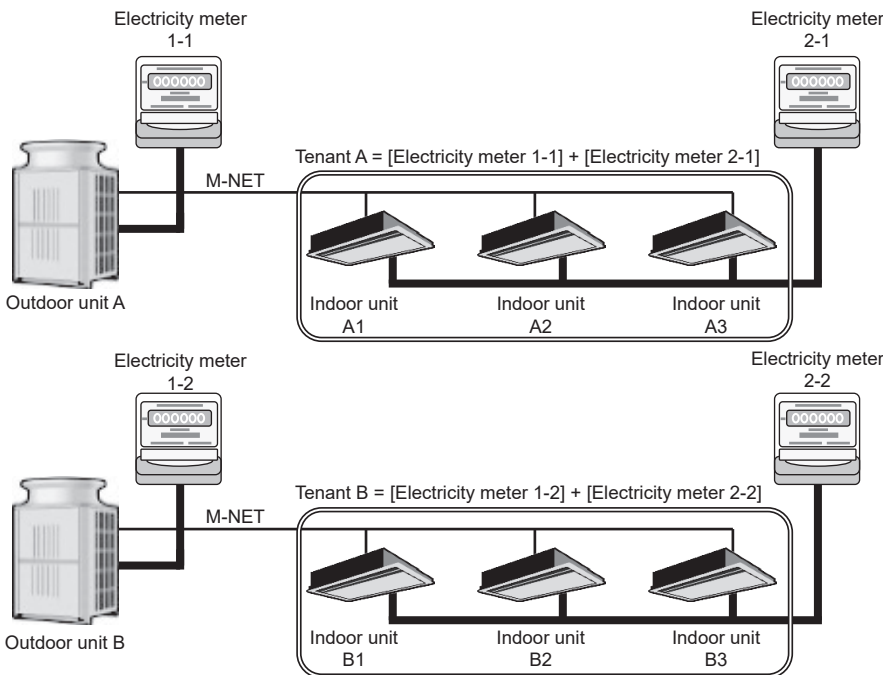 Electricity meter
1-1
Electricity meter
2-1
000000
000000
Tenant A = [Electricity meter 1-1] + [Electricity meter 2-1]
M-NET
Outdoor unit A
Indoor unit
A1
Indoor unit
A2
Indoor unit
A3
Electricity meter
1-2
Electricity meter
2-2
000000
000000
Tenant B = [Electricity meter 1-2] + [Electricity meter 2-2]
M-NET
Outdoor unit B
Indoor unit
B1
Indoor unit
B2
Indoor unit
B3